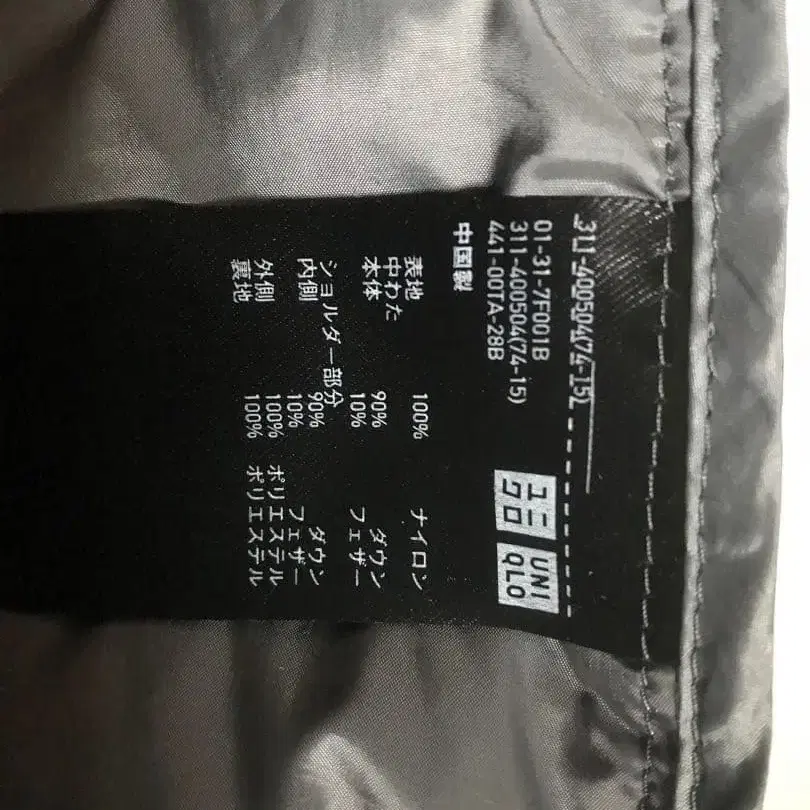 311-400504(74-15)
ユニクロ
UNIQLO
01-31-7F001B
311-400504(74-15)
441-00TA-28B
中国製
表地 100% ナイロン
中わた
本体 90% ダウン
10% フェザー
ショルダー部分
内側 90% ダウン
10% フェザー
外側 100% ポリエステル
裏地 100% ポリエステル